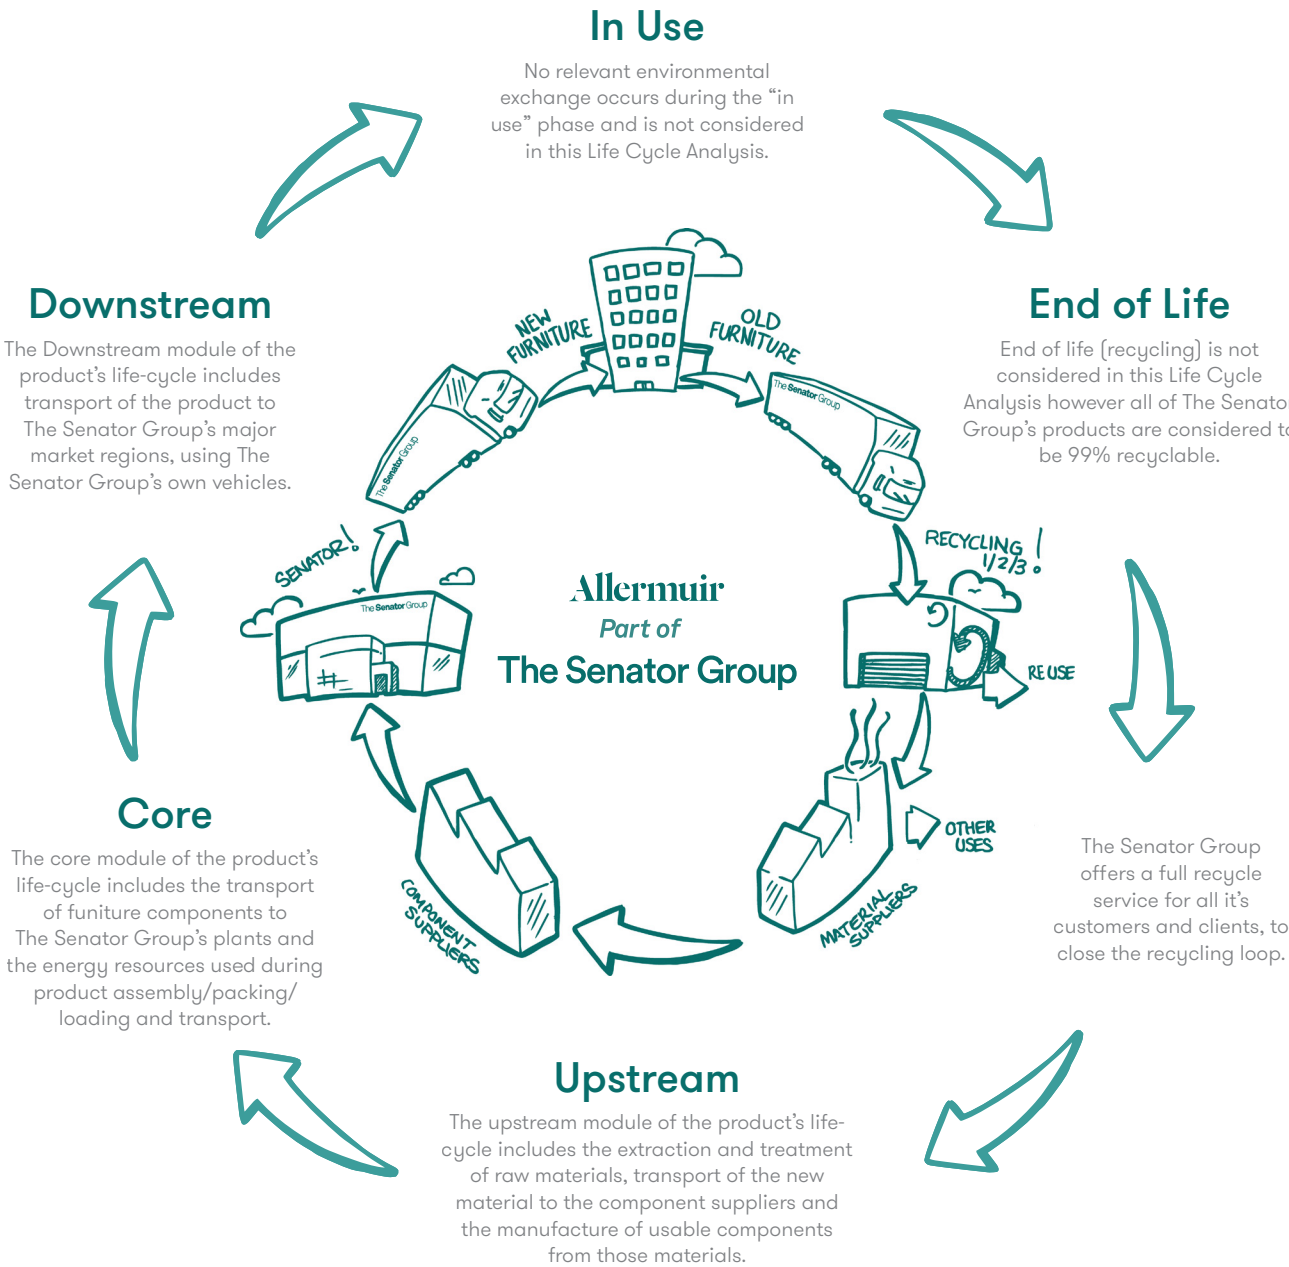 In Use
No relevant environmental
exchange occurs during the “in
use” phase and is not considered
in this Life Cycle Analysis.
Downstream
The Downstream module of the
product’s life-cycle includes
transport of the product to
The Senator Group’s major
market regions, using The
Senator Group’s own vehicles.
End of Life
End of life (recycling) is not
considered in this Life Cycle
Analysis however all of The Senator
Group’s products are considered to
be 99% recyclable.
NEW
FURNITURE
OLD
FURNITURE
The Senator Group
The Senator Group
SENATOR!
RECYCLING !
1/2/3
The Senator Group
Allermuir
Part of
The Senator Group
RE USE
Core
The core module of the product’s
life-cycle includes the transport
of funiture components to
The Senator Group’s plants and
the energy resources used during
product assembly/packing/
loading and transport.
COMPONENT
SUPPLIERS
MATERIAL
SUPPLIERS
OTHER
USES
The Senator Group
offers a full recycle
service for all it’s
customers and clients, to
close the recycling loop.
Upstream
The upstream module of the product’s life-
cycle includes the extraction and treatment
of raw materials, transport of the new
material to the component suppliers and
the manufacture of usable components
from those materials.